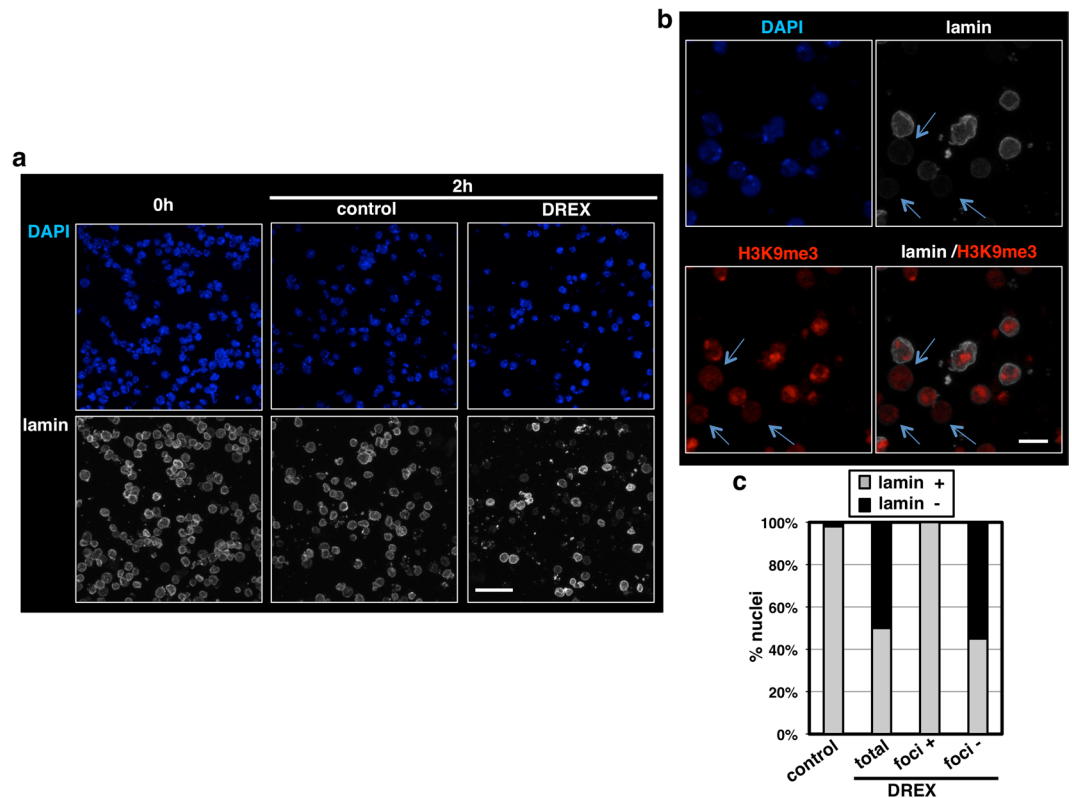 a
0h
2h
control
DREX
DAPI
lamin
b
DAPI
lamin
H3K9me3
lamin /H3K9me3
c
lamin +
lamin -
% nuclei
100%
80%
60%
40%
20%
0%
control
total
foci +
foci -
DREX